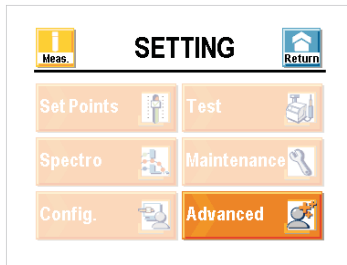 Meas.
SETTING
Return
Set Points
Test
Spectro
Maintenance
Config.
Advanced